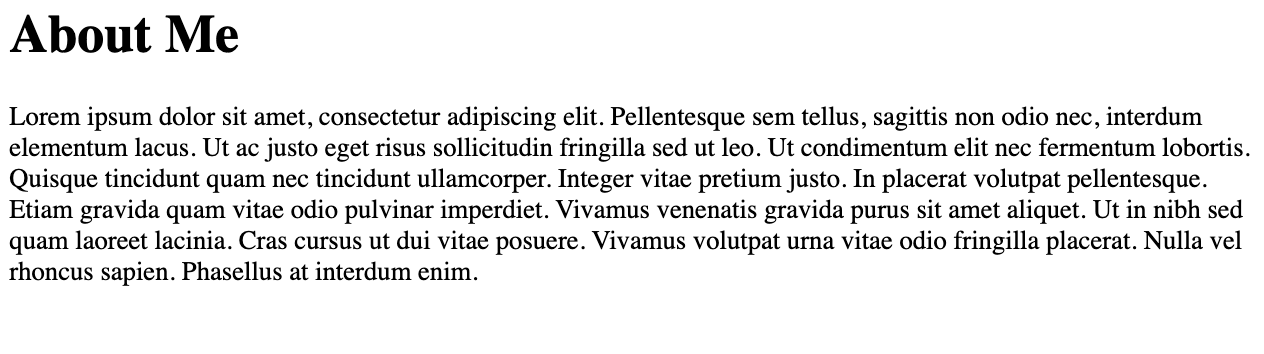 About Me
Lorem ipsum dolor sit amet, consectetur adipiscing elit. Pellentesque sem tellus, sagittis non odio nec, interdum
elementum lacus. Ut ac justo eget risus sollicitudin fringilla sed ut leo. Ut condimentum elit nec fermentum lobortis.
Quisque tincidunt quam nec tincidunt ullamcorper. Integer vitae pretium justo. In placerat volutpat pellentesque.
Etiam gravida quam vitae odio pulvinar imperdiet. Vivamus venenatis gravida purus sit amet aliquet. Ut in nibh sed
quam laoreet lacinia. Cras cursus ut dui vitae posuere. Vivamus volutpat urna vitae odio fringilla placerat. Nulla vel
rhoncus sapien. Phasellus at interdum enim.